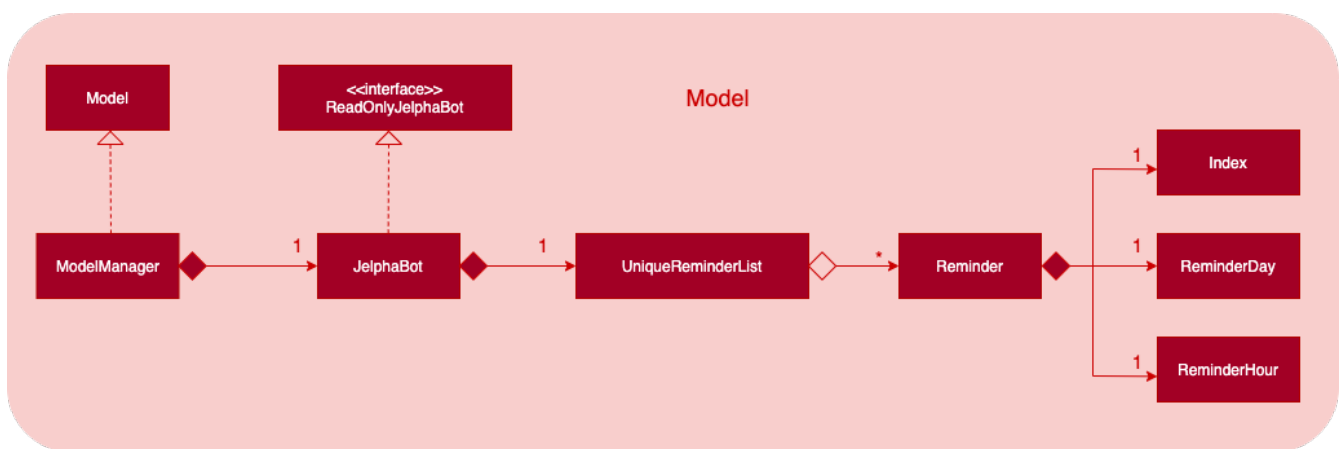 Model
<<interface>>
ReadOnlyJelphaBot
Model
1
Index
ModelManager
1
JelphaBot
1
UniqueReminderList
*
Reminder
1
ReminderDay
1
ReminderHour